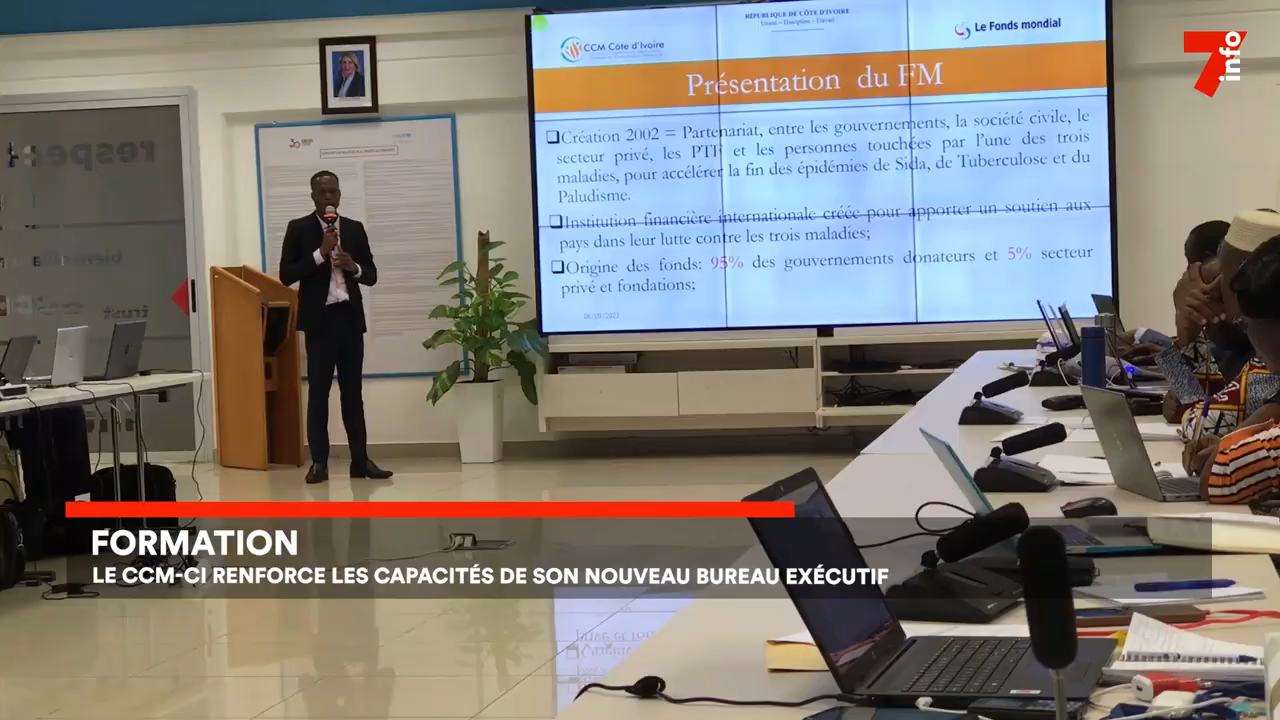 RÉPUBLIQUE DE CÔTE D'IVOIRE
Union – Discipline – Travail
CCM Côte d'Ivoire
Le Fonds mondial
7info
Présentation du FM
❑Création 2002 = Partenariat, entre les gouvernements, la société civile, le
secteur privé, les PTF et les personnes touchées par l'une des trois
maladies, pour accélérer la fin des épidémies de Sida, de Tuberculose et du
Paludisme.
❑Institution financière internationale créée pour apporter un soutien aux
pays dans leur lutte contre les trois maladies;
❑Origine des fonds: 95% des gouvernements donateurs et 5% secteur
privé et fondations;
respect
trust
FORMATION
LE CCM-CI RENFORCE LES CAPACITÉS DE SON NOUVEAU BUREAU EXÉCUTIF